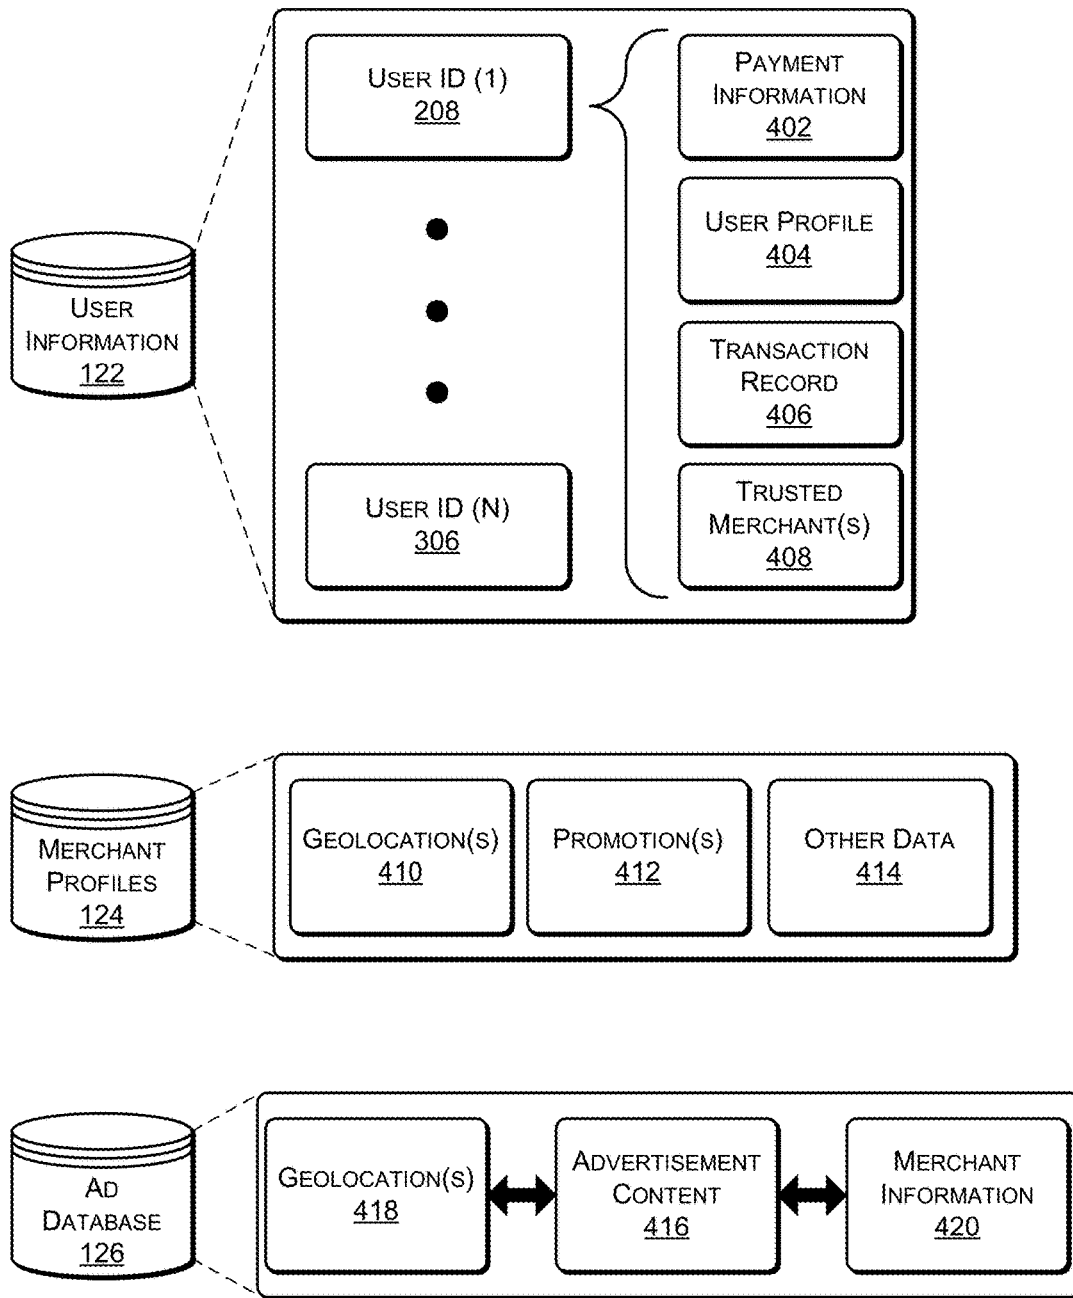 USER ID (1)
208
PAYMENT
INFORMATION
402
USER PROFILE
404
USER
INFORMATION
122
TRANSACTION
RECORD
406
USER ID (N)
306
TRUSTED
MERCHANT(S)
408
MERCHANT
PROFILES
124
GEOLOCATION(S)
410
PROMOTION(S)
412
OTHER DATA
414
AD
DATABASE
126
GEOLOCATION(S)
418
ADVERTISEMENT
CONTENT
416
MERCHANT
INFORMATION
420